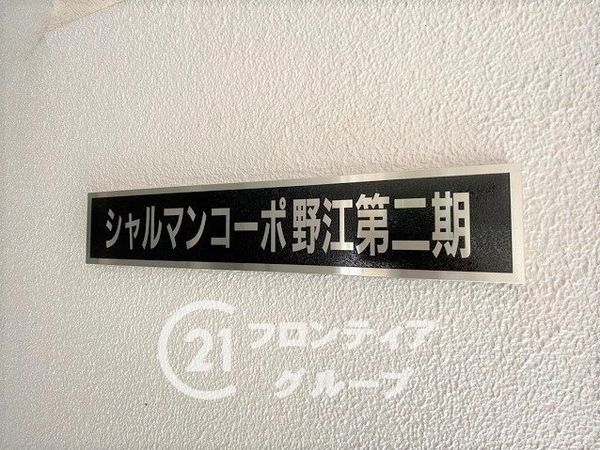 シャルマンコーポ野江第二期
C21 フロンティア
グループ